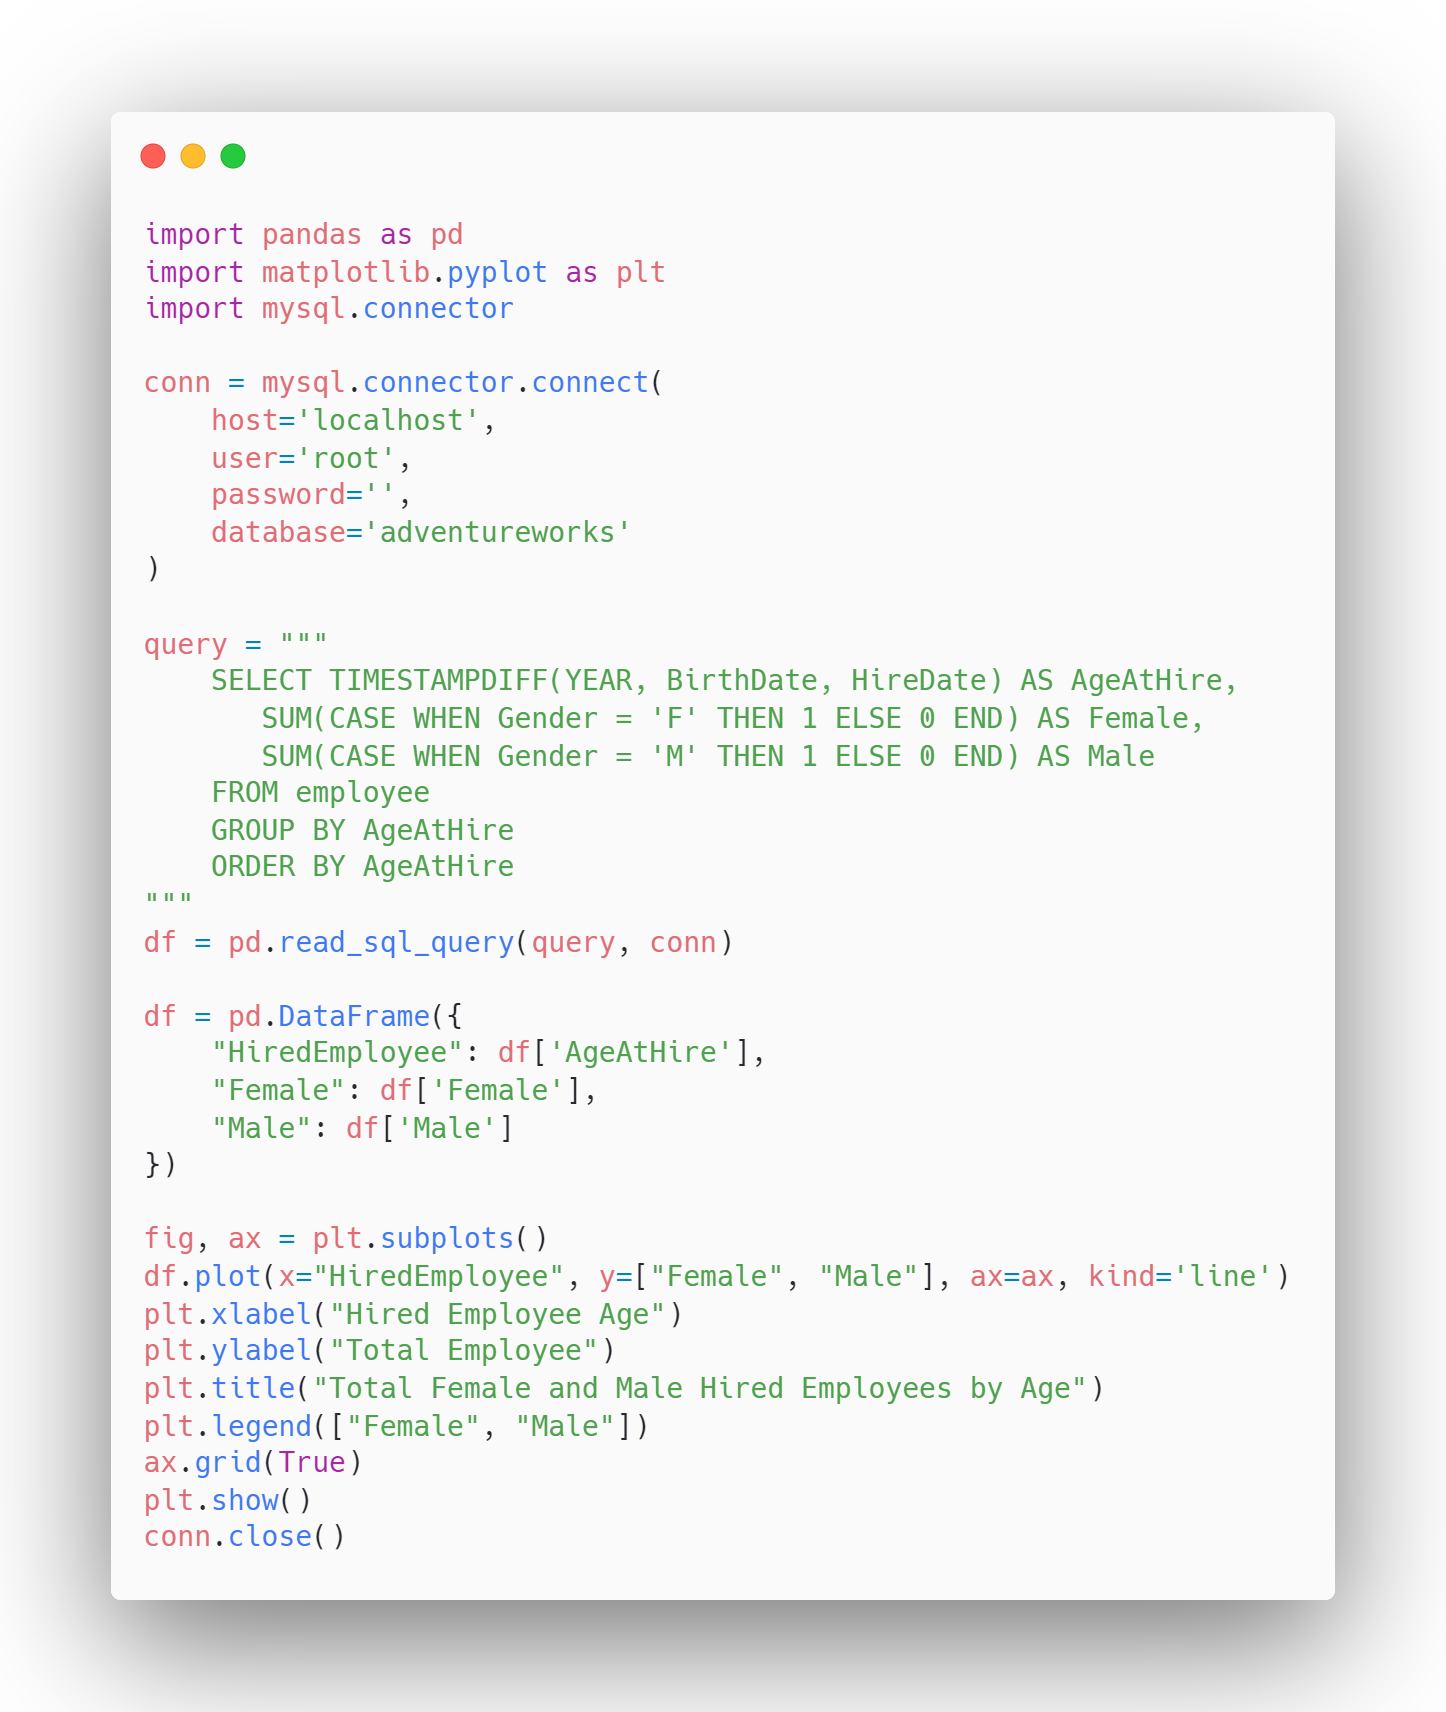 import pandas as pd
import matplotlib.pyplot as plt
import mysql.connector

conn = mysql.connector.connect(
    host='localhost',
    user='root',
    password='',
    database='adventureworks'
)

query = """
    SELECT TIMESTAMPDIFF(YEAR, BirthDate, HireDate) AS AgeAtHire,
       SUM(CASE WHEN Gender = 'F' THEN 1 ELSE 0 END) AS Female,
       SUM(CASE WHEN Gender = 'M' THEN 1 ELSE 0 END) AS Male
    FROM employee
    GROUP BY AgeAtHire
    ORDER BY AgeAtHire
"""
df = pd.read_sql_query(query, conn)

df = pd.DataFrame({
    "HiredEmployee": df['AgeAtHire'],
    "Female": df['Female'],
    "Male": df['Male']
})

fig, ax = plt.subplots()
df.plot(x="HiredEmployee", y=["Female", "Male"], ax=ax, kind='line')
plt.xlabel("Hired Employee Age")
plt.ylabel("Total Employee")
plt.title("Total Female and Male Hired Employees by Age")
plt.legend(["Female", "Male"])
ax.grid(True)
plt.show()
conn.close()